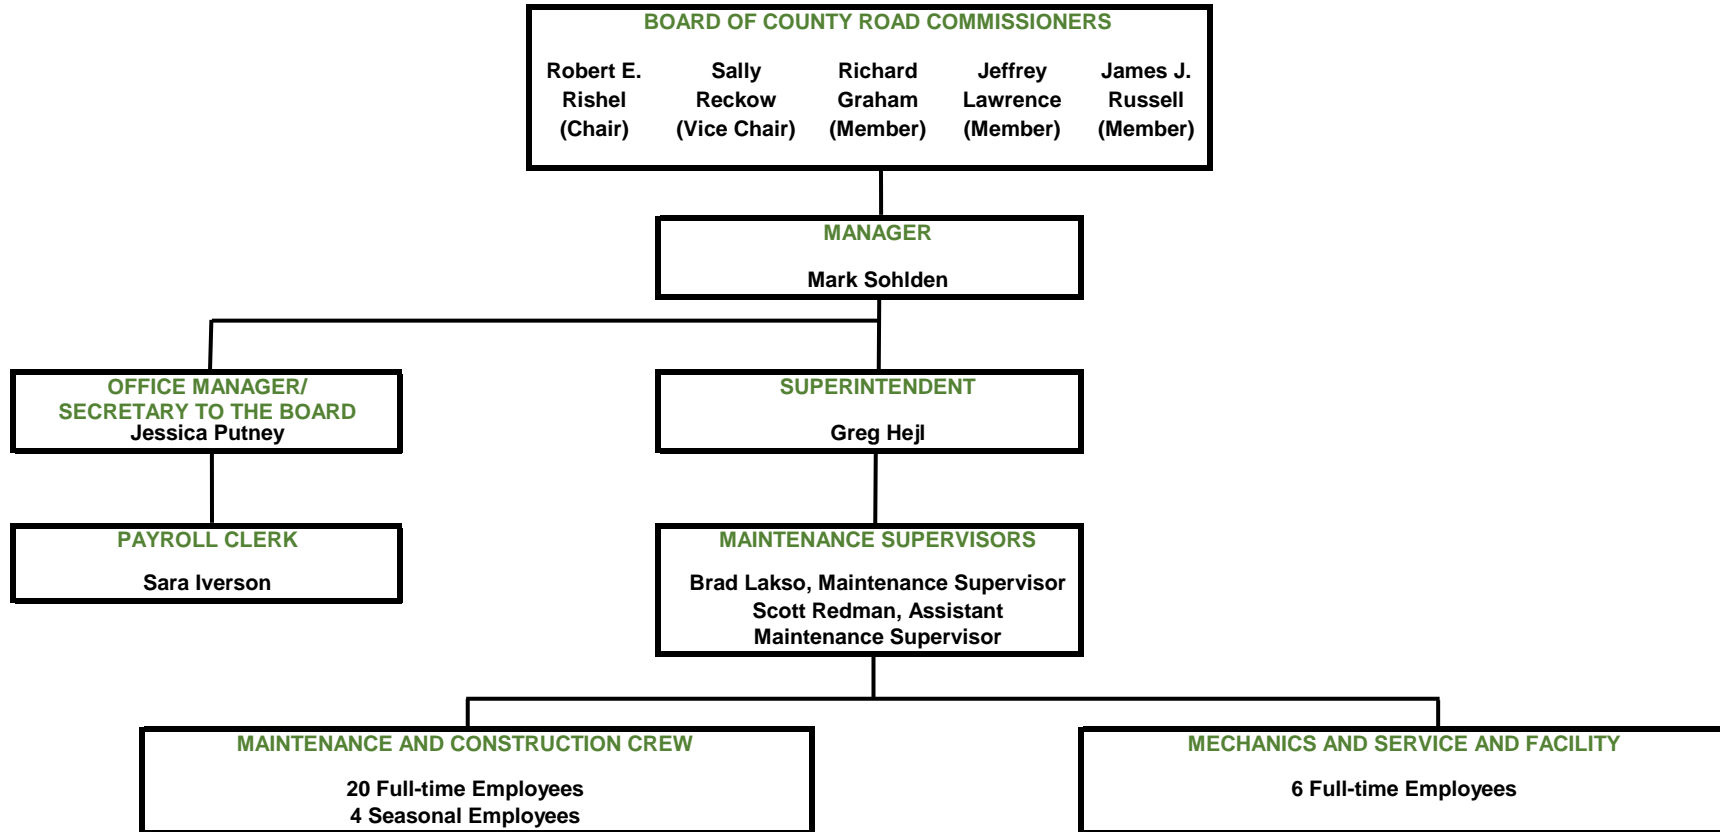 BOARD OF COUNTY ROAD COMMISSIONERS
Robert E. Sally Richard Jeffrey James J.
Rishel Reckow Graham Lawrence Russell
(Chair) (Vice Chair) (Member) (Member) (Member)
MANAGER
Mark Sohlden
OFFICE MANAGER/
SECRETARY TO THE BOARD
Jessica Putney
SUPERINTENDENT
Greg Hejl
PAYROLL CLERK
Sara Iverson
MAINTENANCE SUPERVISORS
Brad Lakso, Maintenance Supervisor
Scott Redman, Assistant
Maintenance Supervisor
MAINTENANCE AND CONSTRUCTION CREW
20 Full-time Employees
4 Seasonal Employees
MECHANICS AND SERVICE AND FACILITY
6 Full-time Employees